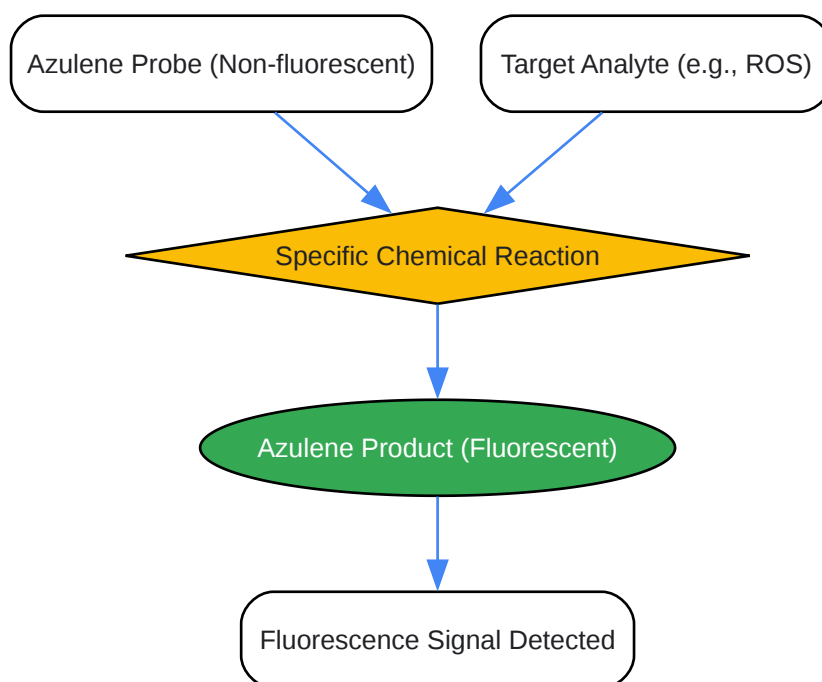 Azulene Probe (Non-fluorescent)
Target Analyte (e.g., ROS)
Specific Chemical Reaction
Azulene Product (Fluorescent)
Fluorescence Signal Detected